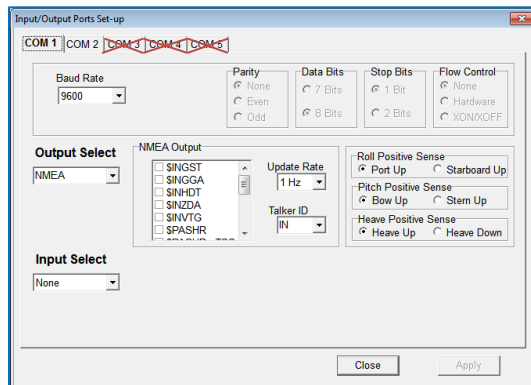 Input/Output Ports Set-up
COM 1 COM 2 COM 3 COM 4 COM 5
Baud Rate
9600
Parity
None
Even
Odd
Data Bits
7 Bits
8 Bits
Stop Bits
1 Bit
2 Bits
Flow Control
None
Hardware
XON/XOFF
Output Select
NMEA
NMEA Output
$INGST
$INGGA
$INHDT
$INZDA
$INVTG
$PASHR
$PASHR - TSS
Update Rate
1 Hz
Talker ID
IN
Roll Positive Sense
Port Up Starboard Up
Pitch Positive Sense
Bow Up Stern Up
Heave Positive Sense
Heave Up Heave Down
Input Select
None
Close Apply